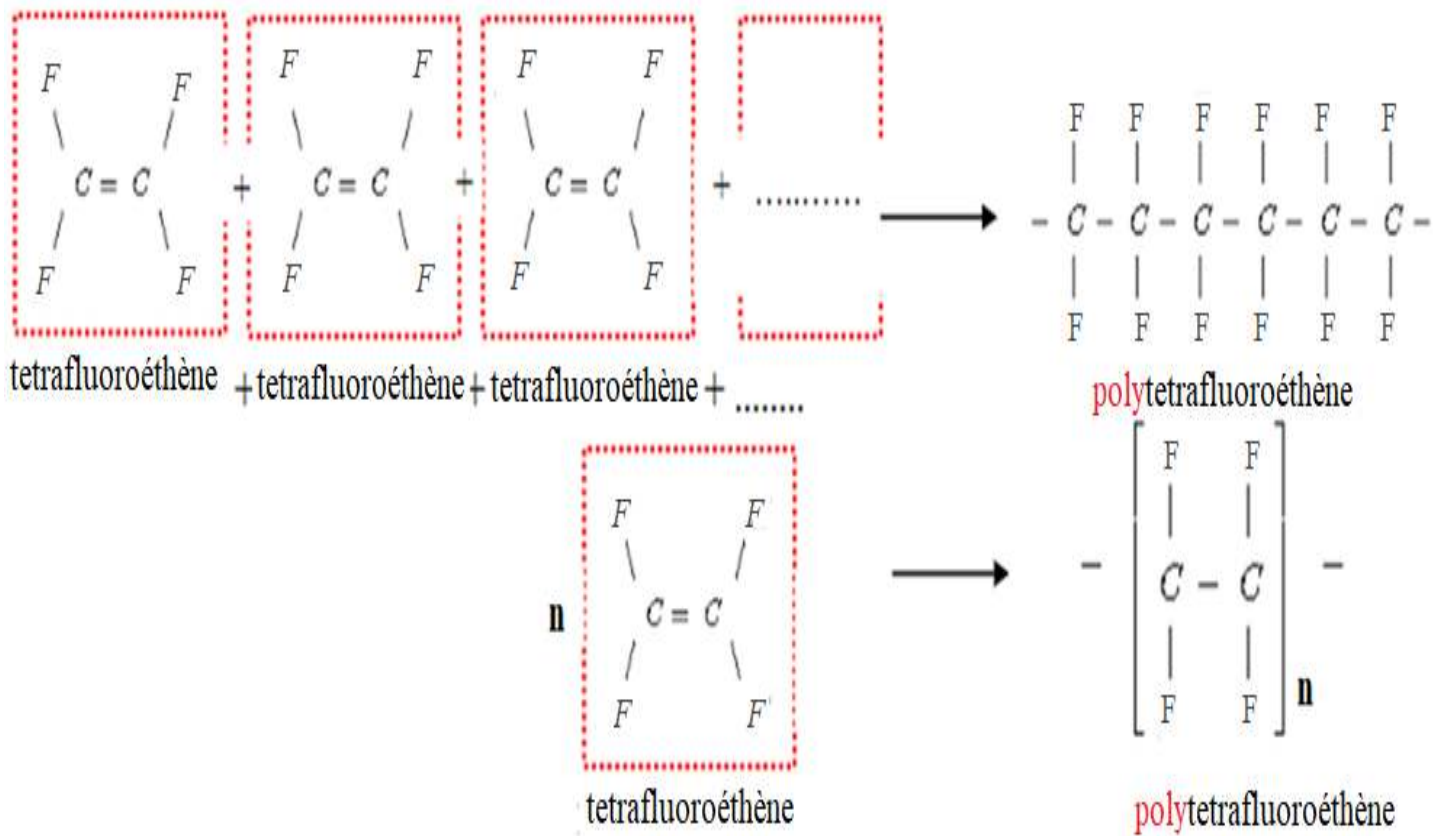 F F F F F F F F F F F F
C = C + C = C + C = C + ........... - C - C - C - C - C - C -
F F F F F F F F F F F F
tetrafluoroéthène + tetrafluoroéthène + tetrafluoroéthène + ........
polytetrafluoroéthène
F F F F
n C = C - C - C -
F F F F n
tetrafluoroéthène polytetrafluoroéthène